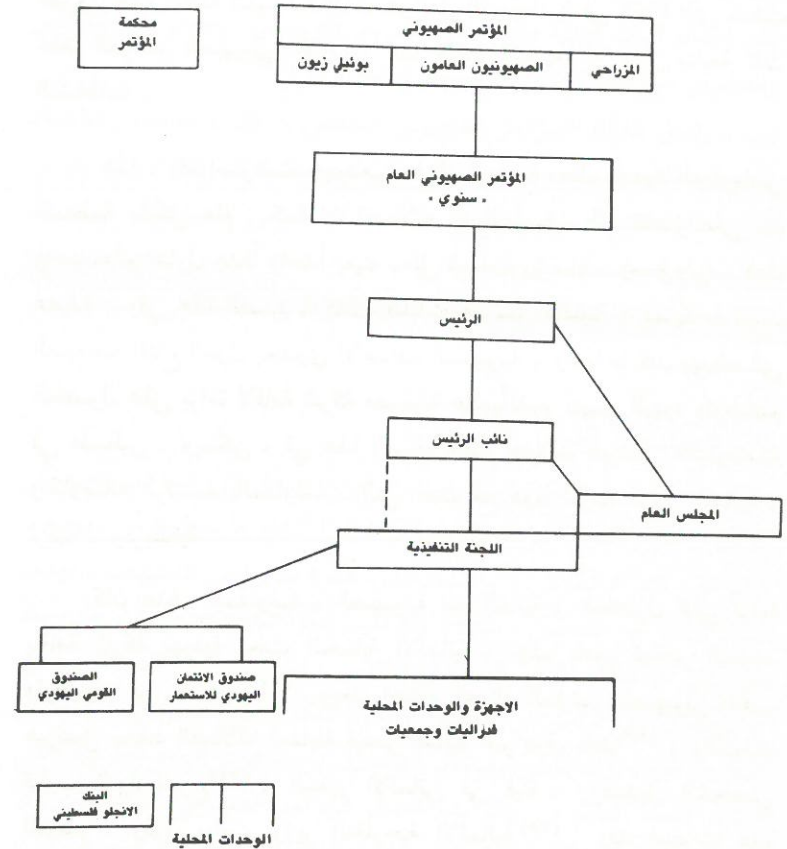 محكمة
المؤتمر
المؤتمر الصهيوني
المزراحي
الصهيونيون العامون
بوئيلي زيون
المؤتمر الصهيوني العام
، سنوي ،
الرئيس
نائب الرئيس
المجلس العام
اللجنة التنفيذية
صندوق الائتمان
اليهودي للاستعمار
الصندوق
القومي اليهودي
الاجهزة والوحدات المحلية
فدراليات وجمعيات
البنك
الانجلو فلسطيني
الوحدات المحلية